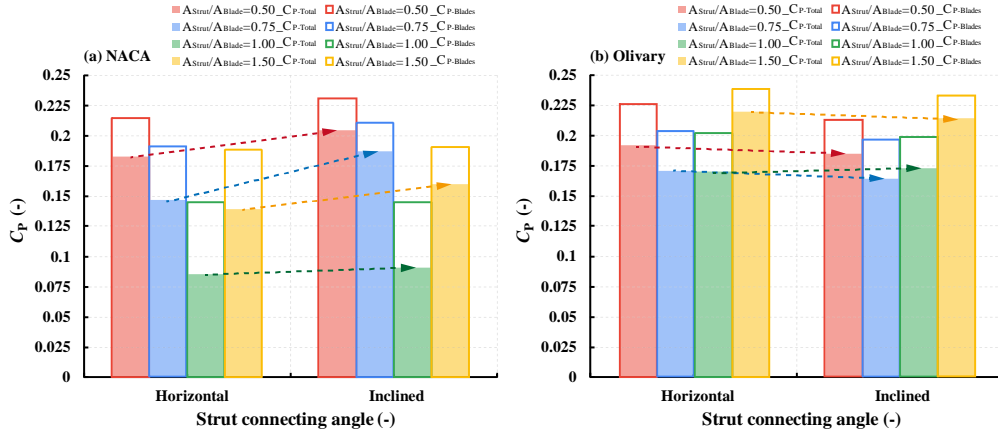 AStrut/ABlade=0.50_CP-Total AStrut/ABlade=0.50_CP-Blades
AStrut/ABlade=0.75_CP-Total AStrut/ABlade=0.75_CP-Blades
AStrut/ABlade=1.00_CP-Total AStrut/ABlade=1.00_CP-Blades
AStrut/ABlade=1.50_CP-Total AStrut/ABlade=1.50_CP-Blades
(a) NACA
0.25
0.225
0.2
0.175
0.15
0.125
0.1
0.075
0.05
0.025
0
CP (-)
Horizontal Inclined
Strut connecting angle (-)
AStrut/ABlade=0.50_CP-Total AStrut/ABlade=0.50_CP-Blades
AStrut/ABlade=0.75_CP-Total AStrut/ABlade=0.75_CP-Blades
AStrut/ABlade=1.00_CP-Total AStrut/ABlade=1.00_CP-Blades
AStrut/ABlade=1.50_CP-Total AStrut/ABlade=1.50_CP-Blades
(b) Olivary
0.25
0.225
0.2
0.175
0.15
0.125
0.1
0.075
0.05
0.025
0
CP (-)
Horizontal Inclined
Strut connecting angle (-)